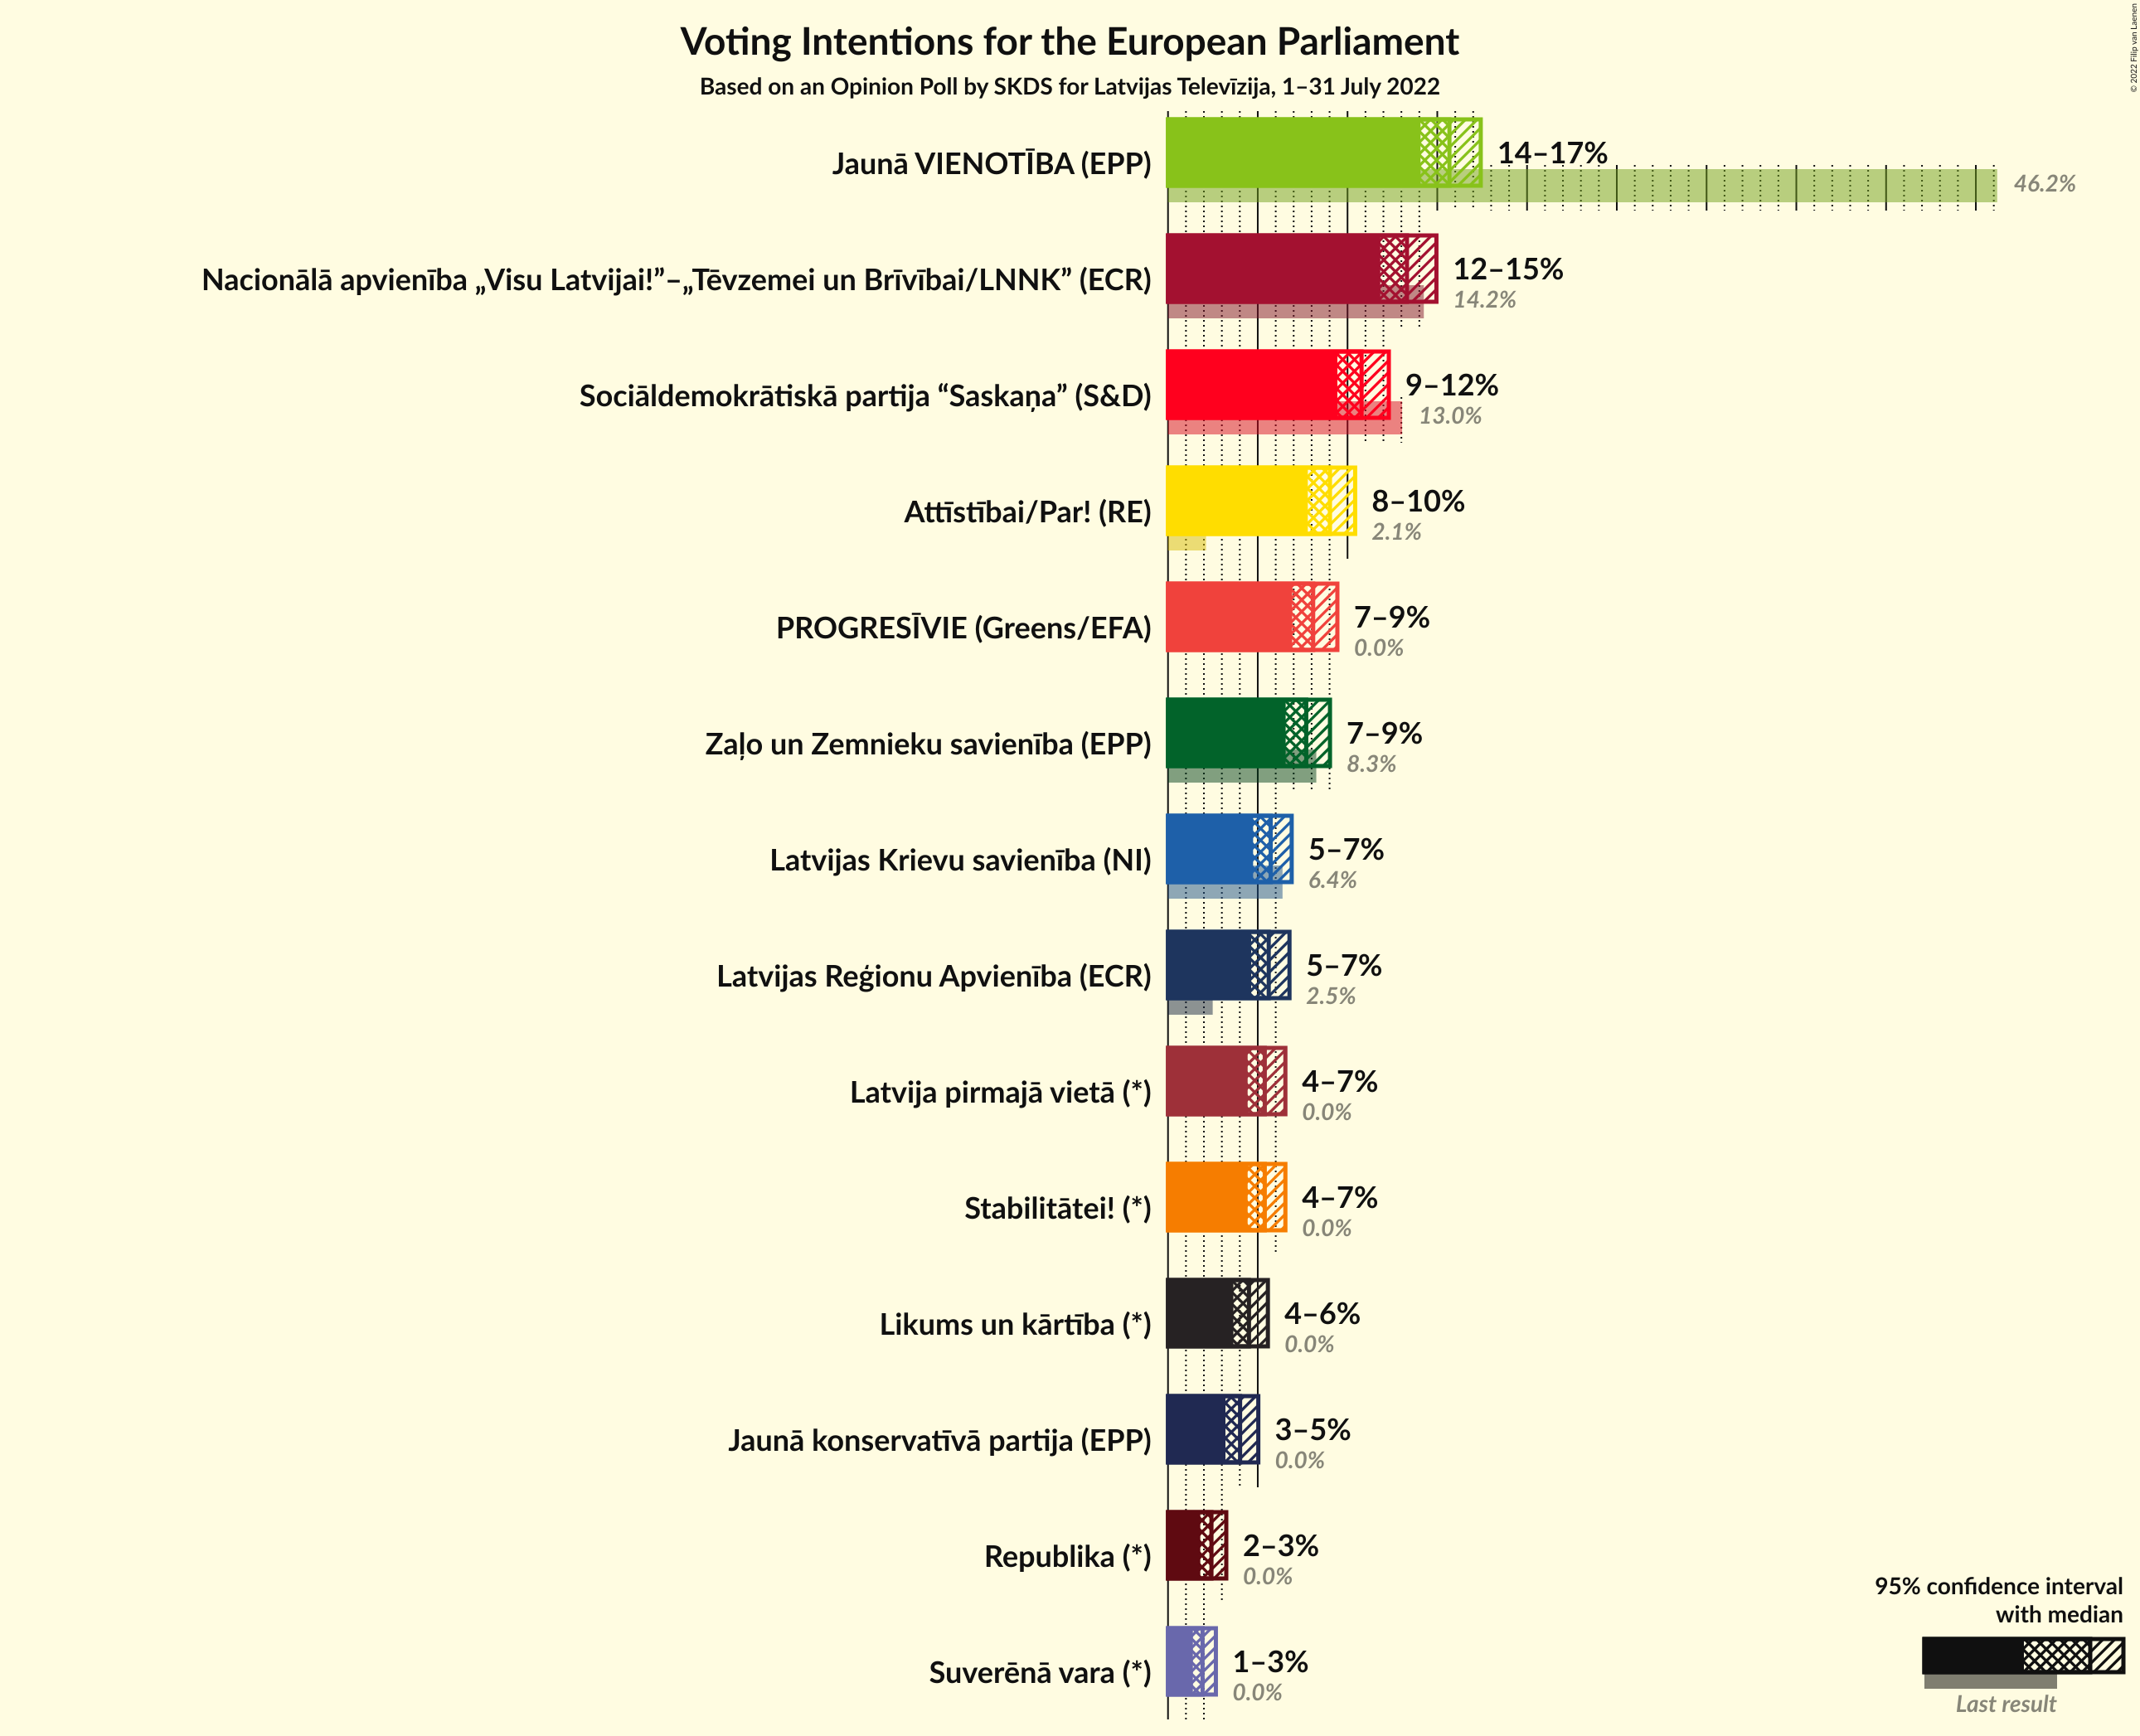 Voting Intentions for the European Parliament
Based on an Opinion Poll by SKDS for Latvijas Televīzija, 1–31 July 2022
© 2022 Filip van Laenen
Jaunā VIENOTĪBA (EPP)
14–17%
46.2%
Nacionālā apvienība „Visu Latvijai!”–„Tēvzemei un Brīvībai/LNNK” (ECR)
12–15%
14.2%
Sociāldemokrātiskā partija “Saskaņa” (S&D)
9–12%
13.0%
Attīstībai/Par! (RE)
8–10%
2.1%
PROGRESĪVIE (Greens/EFA)
7–9%
0.0%
Zaļo un Zemnieku savienība (EPP)
7–9%
8.3%
Latvijas Krievu savienība (NI)
5–7%
6.4%
Latvijas Reģionu Apvienība (ECR)
5–7%
2.5%
Latvija pirmajā vietā (*)
4–7%
0.0%
Stabilitātei! (*)
4–7%
0.0%
Likums un kārtība (*)
4–6%
0.0%
Jaunā konservatīvā partija (EPP)
3–5%
0.0%
Republika (*)
2–3%
0.0%
Suverēnā vara (*)
1–3%
0.0%
95% confidence interval
with median
Last result